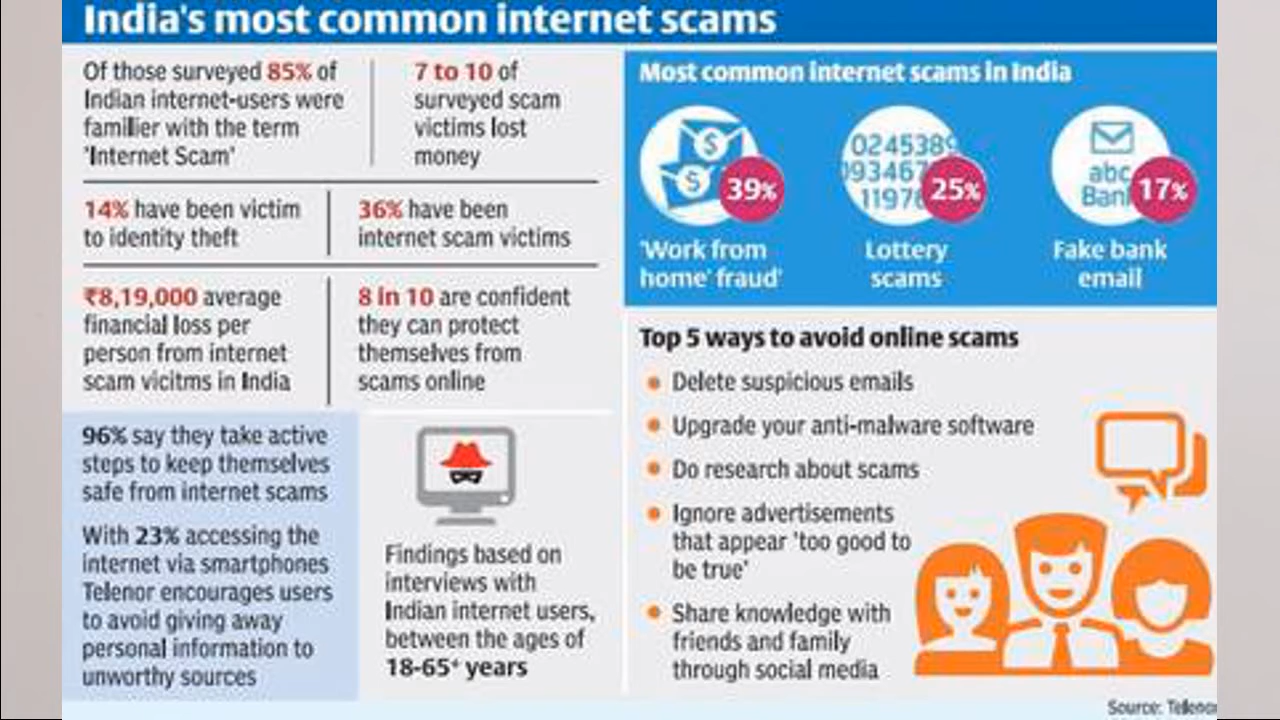 India's most common internet scams
Of those surveyed 85% of
Indian internet-users were
familier with the term
'Internet Scam'
7 to 10 of
surveyed scam
victims lost
money
14% have been victim
to identity theft
36% have been
internet scam victims
₹8,19,000 average
financial loss per
person from internet
scam vicitms in India
8 in 10 are confident
they can protect
themselves from
scams online
96% say they take active
steps to keep themselves
safe from internet scams
With 23% accessing the
internet via smartphones
Telenor encourages users
to avoid giving away
personal information to
unworthy sources
Findings based on
interviews with
Indian internet users,
between the ages of
18-65+ years
Most common internet scams in India
$
$
39%
'Work from
home' fraud'
0245389
093467
11978
25%
Lottery
scams
abc
Bank
17%
Fake bank
email
Top 5 ways to avoid online scams
• Delete suspicious emails
• Upgrade your anti-malware software
• Do research about scams
• Ignore advertisements
that appear 'too good to
be true'
• Share knowledge with
friends and family
through social media
Source: Telenor